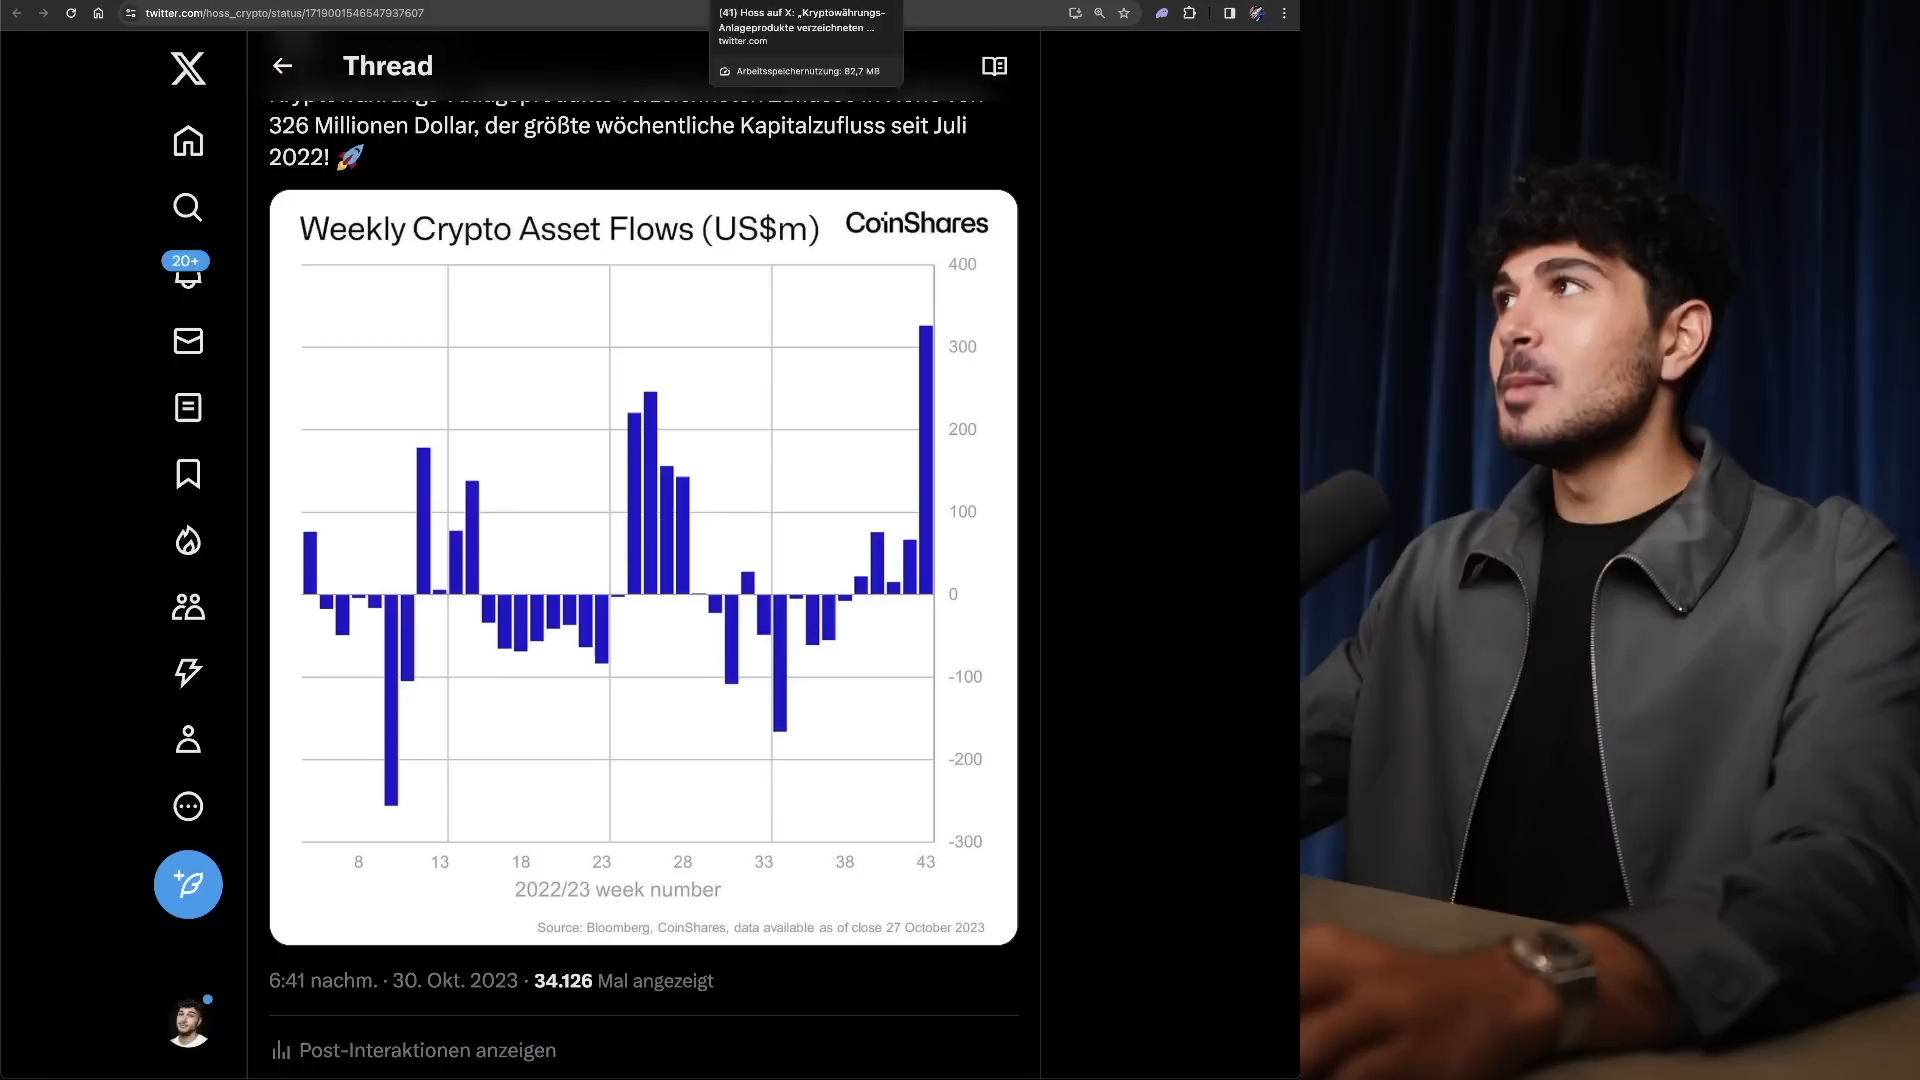 twitter.com/hoss_crypto/status/1719001546547937607
(41) Hoss auf X: „Kryptowährungs-
Anlageprodukte verzeichneten ...
twitter.com
Arbeitsspeichernutzung: 82,7 MB
Thread
20+
326 Millionen Dollar, der größte wöchentliche Kapitalzufluss seit Juli
2022! 🚀
Weekly Crypto Asset Flows (US$m)
CoinShares
400
300
200
100
0
-100
-200
-300
8 13 18 23 28 33 38 43
2022/23 week number
Source: Bloomberg, CoinShares, data available as of close 27 October 2023
6:41 nachm. · 30. Okt. 2023 · 34.126 Mal angezeigt
Post-Interaktionen anzeigen